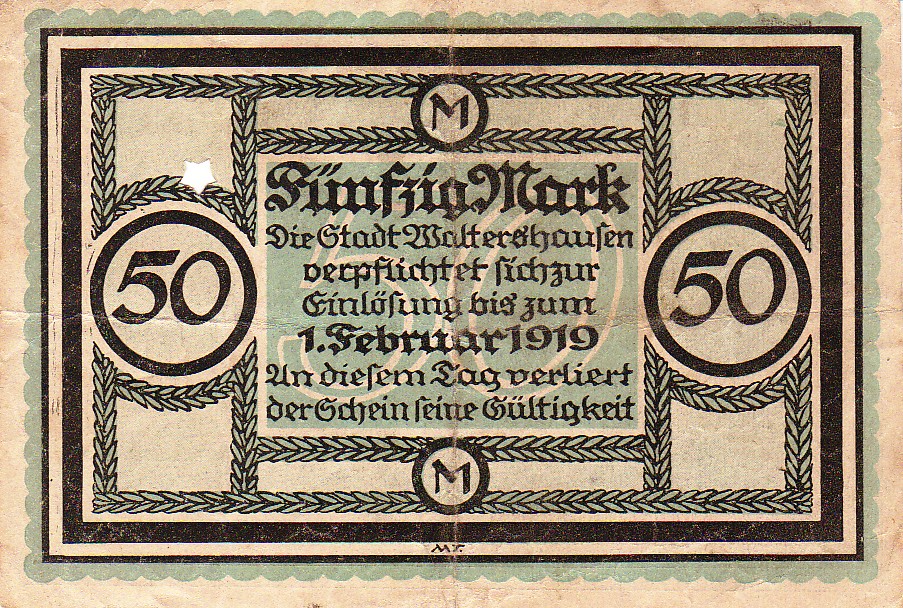 M
Fünfzig Mark
Die Stadt Waltershausen
verpflichtet sich zur
50
Einlösung bis zum
50
1. Februar 1919
An diesem Tag verliert
der Schein seine Gültigkeit
50
M